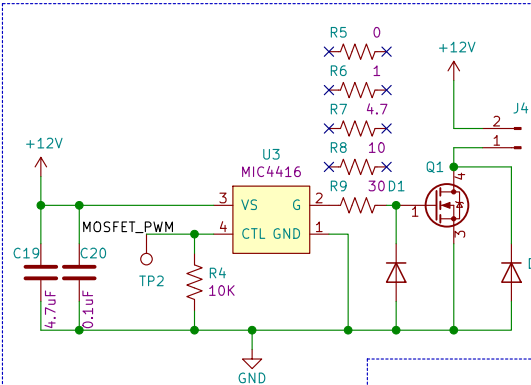 R5 0
R6 1
+12V
R7 4.7
J4
R8 10
2
1
+12V
U3
MIC4416
Q1
4
R9 30
D1
3 VS G 2
1
MOSFET_PWM
4 CTL GND 1
3
C19
C20
TP2
R4
10K
4.7uF
0.1uF
GND